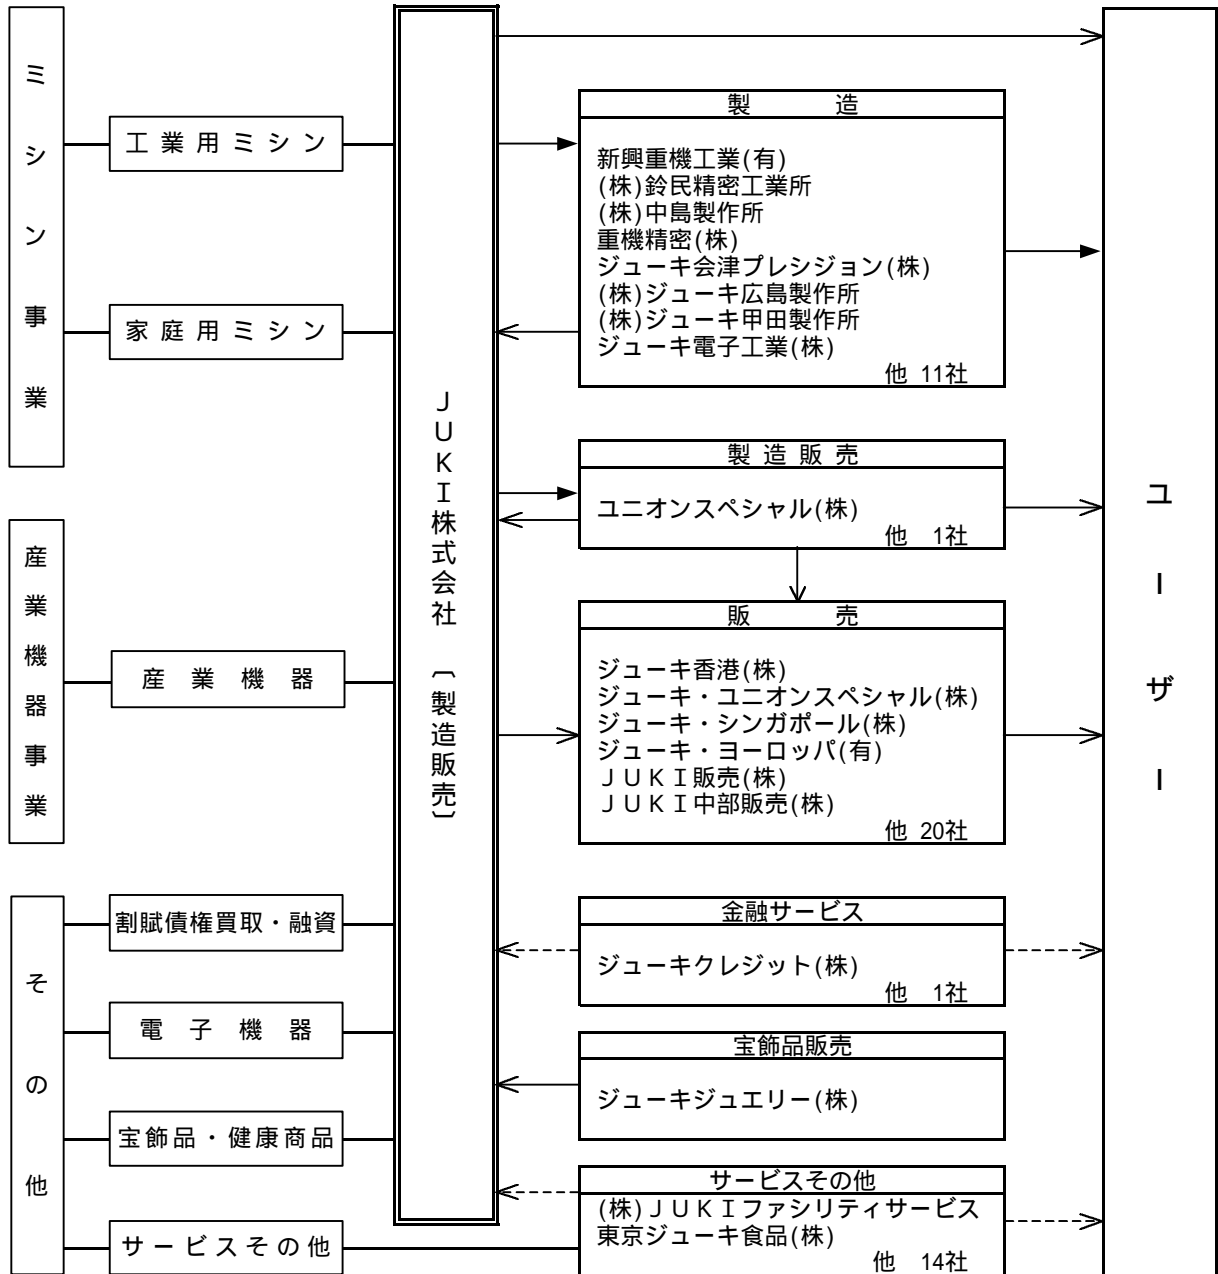 ミシン事業
工業用ミシン
家庭用ミシン
産業機器事業
産業機器
その他
割賦債権買取・融資
電子機器
宝飾品・健康商品
サービスその他
ＪＵＫＩ株式会社 〔製造販売〕
製造
新興重機工業(有)
(株)鈴民精密工業所
(株)中島製作所
重機精密(株)
ジューキ会津プレシジョン(株)
(株)ジューキ広島製作所
(株)ジューキ甲田製作所
ジューキ電子工業(株)
他 11社
製造販売
ユニオンスペシャル(株)
他 1社
販売
ジューキ香港(株)
ジューキ・ユニオンスペシャル(株)
ジューキ・シンガポール(株)
ジューキ・ヨーロッパ(有)
ＪＵＫＩ販売(株)
ＪＵＫＩ中部販売(株)
他 20社
金融サービス
ジューキクレジット(株)
他 1社
宝飾品販売
ジューキジュエリー(株)
サービスその他
(株)ＪＵＫＩファシリティサービス
東京ジューキ食品(株)
他 14社
ユーザー